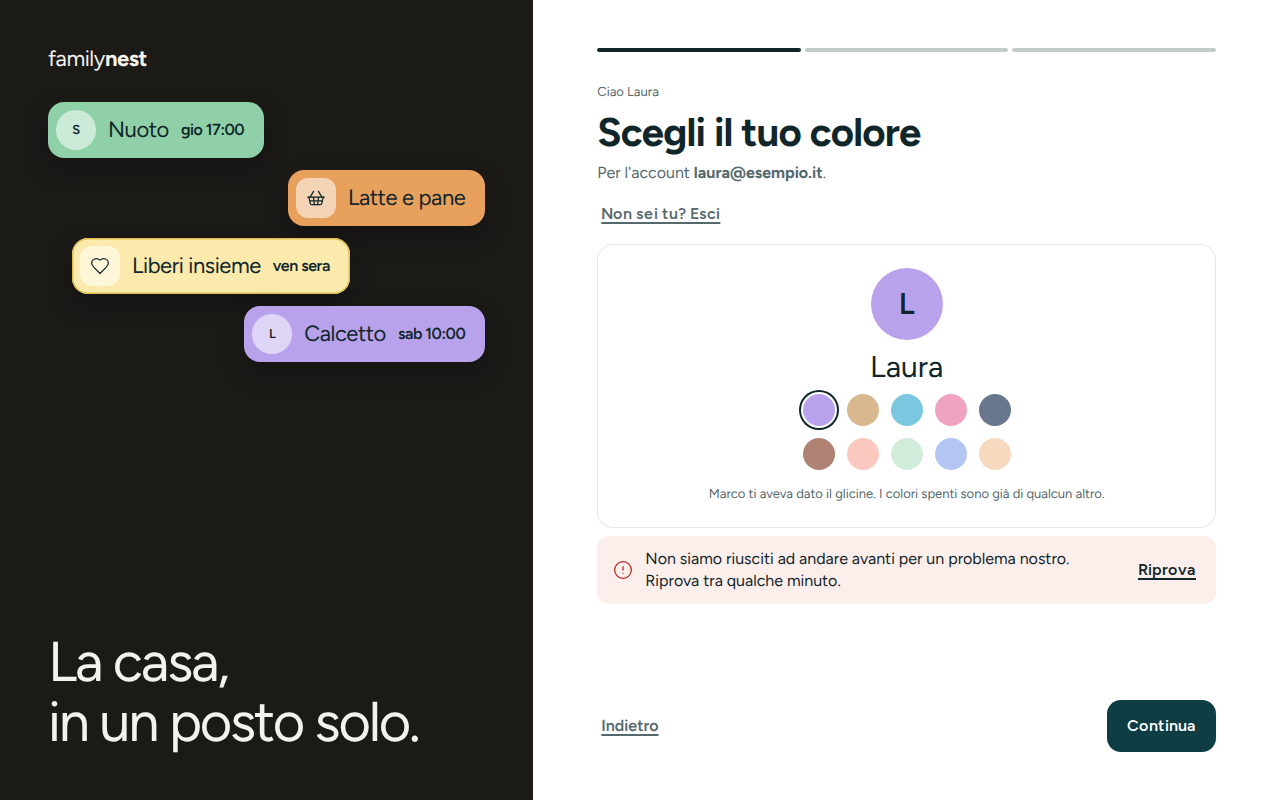 familynest
S Nuoto gio 17:00
Latte e pane
Liberi insieme ven sera
L Calcetto sab 10:00
La casa,
in un posto solo.
Ciao Laura
Scegli il tuo colore
Per l'account laura@esempio.it.
Non sei tu? Esci
L
Laura
Marco ti aveva dato il glicine. I colori spenti sono già di qualcun altro.
Non siamo riusciti ad andare avanti per un problema nostro.
Riprova tra qualche minuto.
Riprova
Indietro
Continua